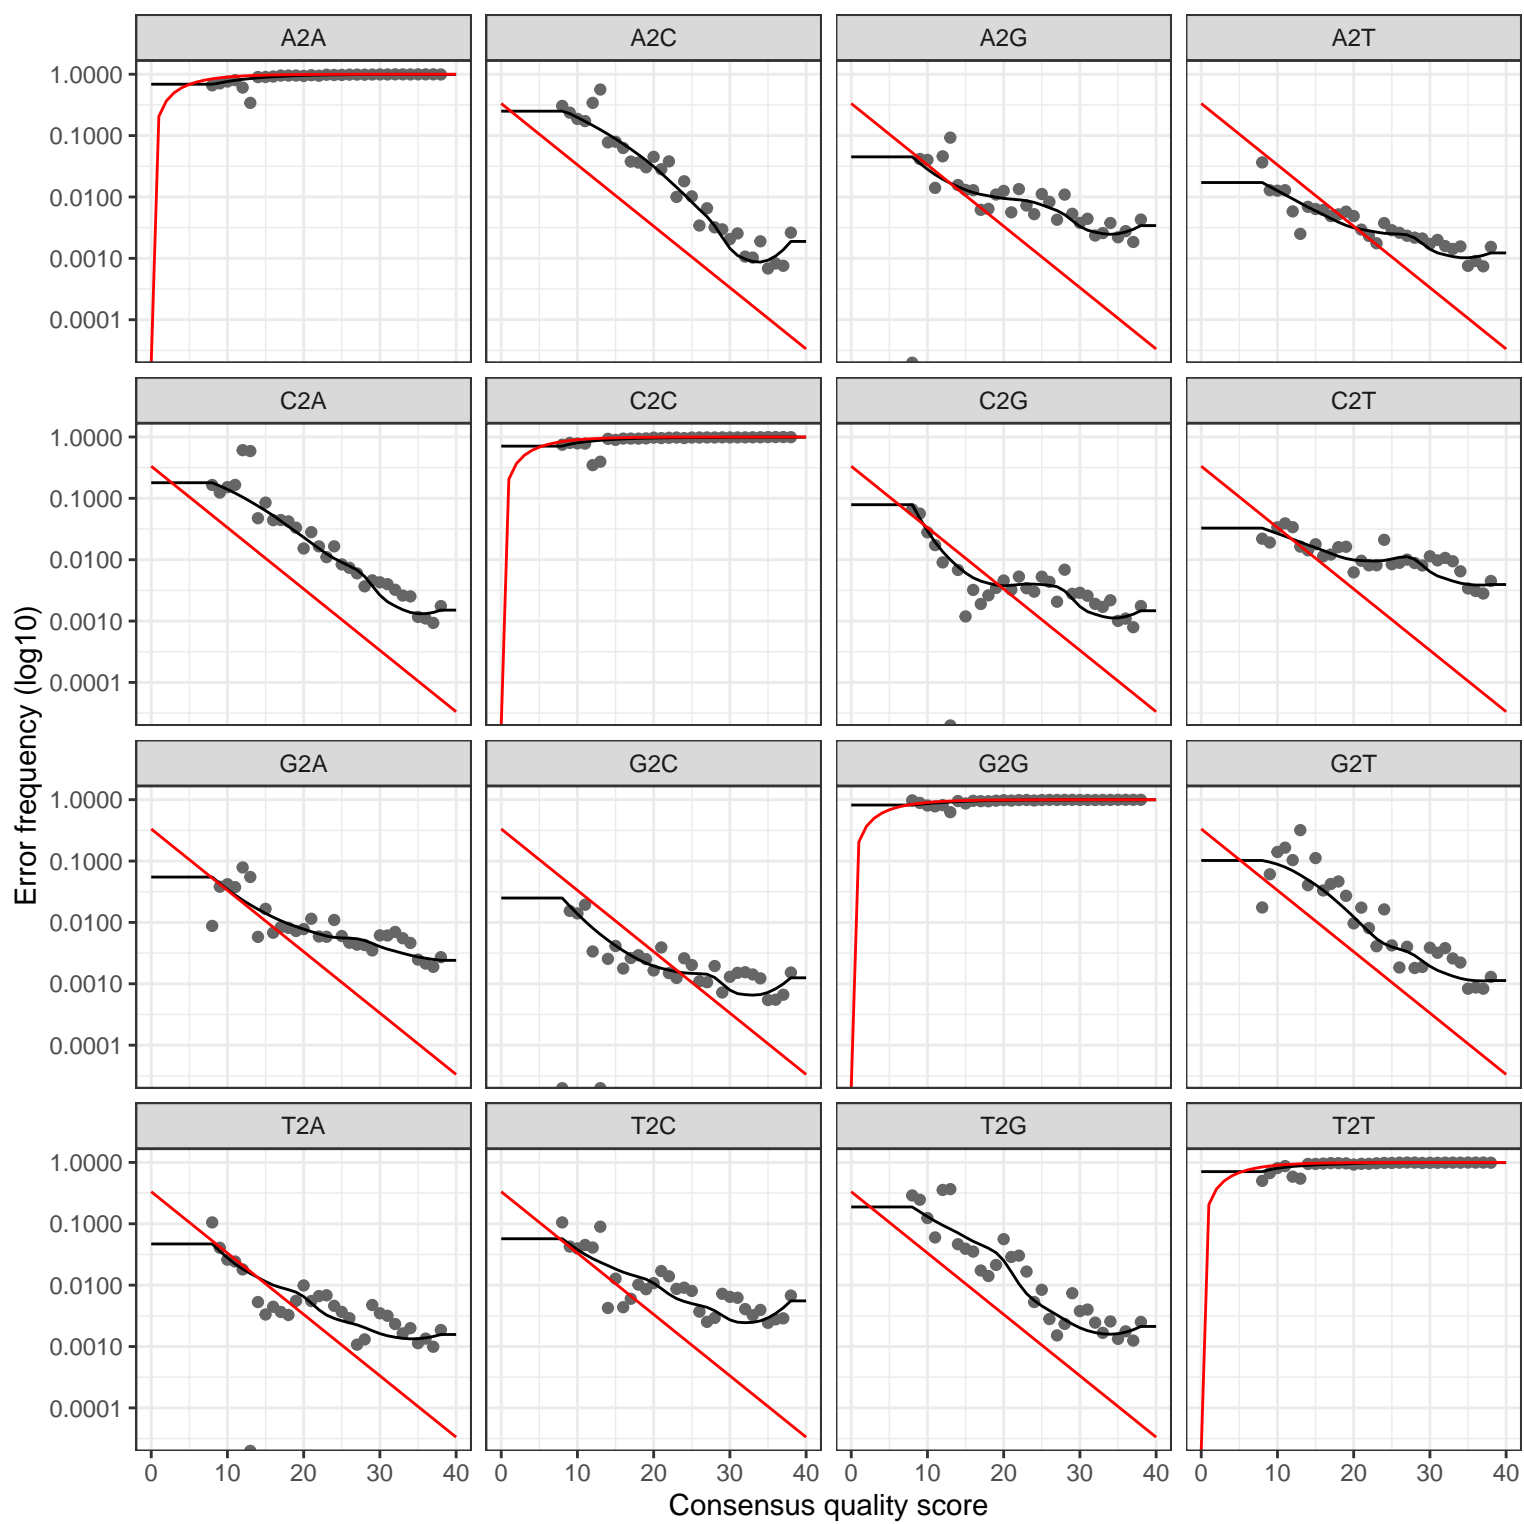 A2A A2C A2G A2T
1.0000
0.1000
0.0100
0.0010
0.0001
C2A C2C C2G C2T
1.0000
0.1000
0.0100
0.0010
0.0001
G2A G2C G2G G2T
1.0000
0.1000
0.0100
0.0010
0.0001
T2A T2C T2G T2T
1.0000
0.1000
0.0100
0.0010
0.0001
0 10 20 30 40 0 10 20 30 40 0 10 20 30 40 0 10 20 30 40
Consensus quality score
Error frequency (log10)